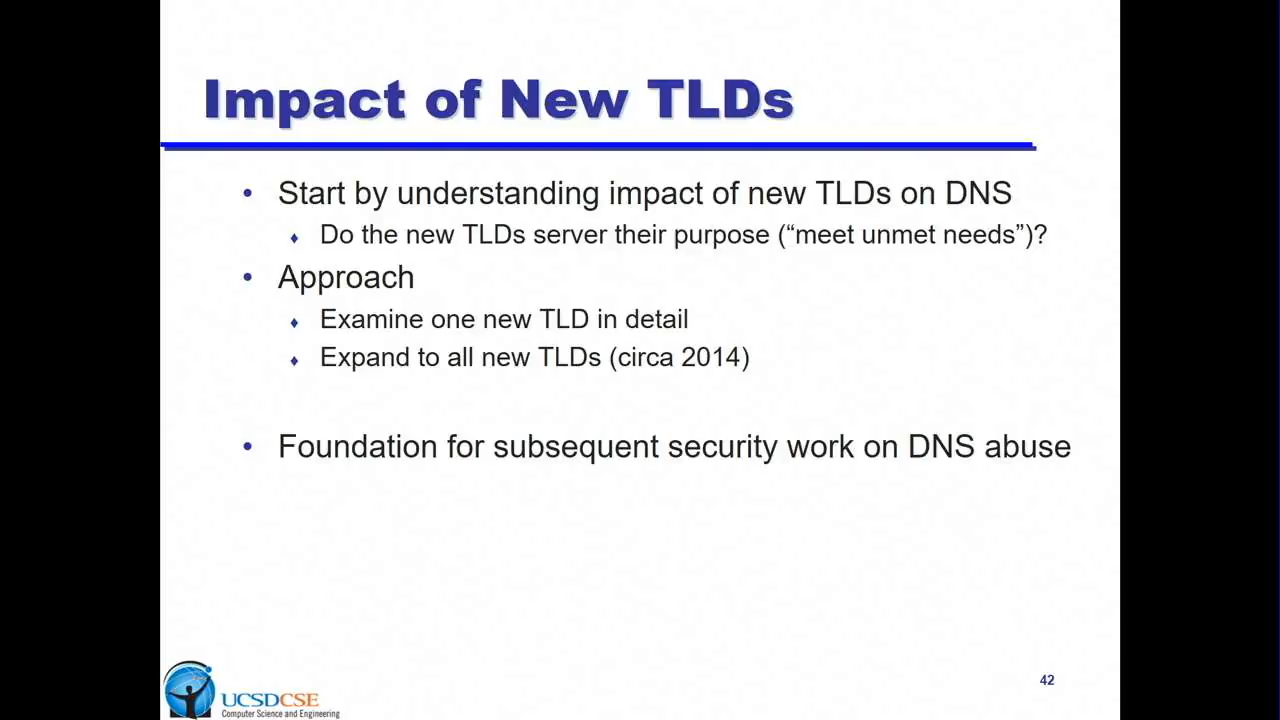 Impact of New TLDs
• Start by understanding impact of new TLDs on DNS
♦ Do the new TLDs server their purpose (“meet unmet needs”)?
• Approach
♦ Examine one new TLD in detail
♦ Expand to all new TLDs (circa 2014)
• Foundation for subsequent security work on DNS abuse
42
UCSDCSE
Computer Science and Engineering